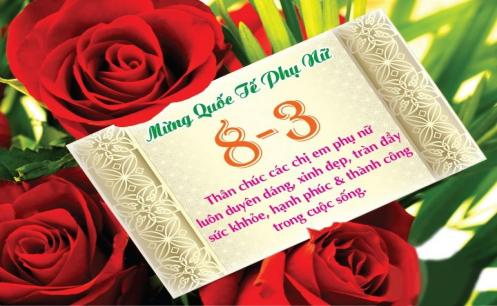 Mừng Quốc Tế Phụ Nữ
8-3
Thân chúc các chị em phụ nữ
luôn duyên dáng, xinh đẹp, tràn đầy
sức khhỏe, hạnh phúc & thành công
trong cuộc sống.